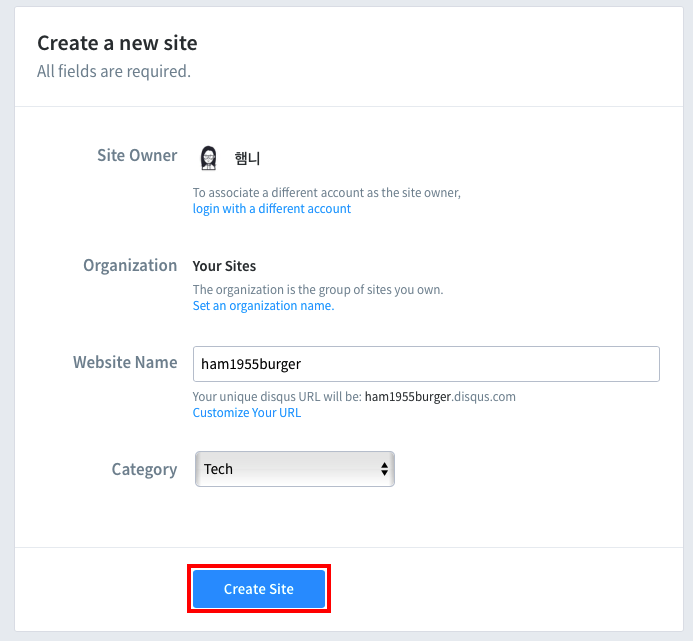 Create a new site
All fields are required.
Site Owner
햄니
To associate a different account as the site owner,
login with a different account
Organization
Your Sites
The organization is the group of sites you own.
Set an organization name.
Website Name
ham1955burger
Your unique disqus URL will be: ham1955burger.disqus.com
Customize Your URL
Category
Tech
Create Site